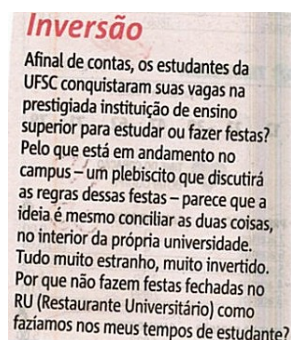 Inversão
Afinal de contas, os estudantes da
UFSC conquistaram suas vagas na
prestigiada instituição de ensino
superior para estudar ou fazer festas?
Pelo que está em andamento no
campus – um plebiscito que discutirá
as regras dessas festas – parece que a
ideia é mesmo conciliar as duas coisas,
no interior da própria universidade.
Tudo muito estranho, muito invertido.
Por que não fazem festas fechadas no
RU (Restaurante Universitário) como
fazíamos nos meus tempos de estudante?